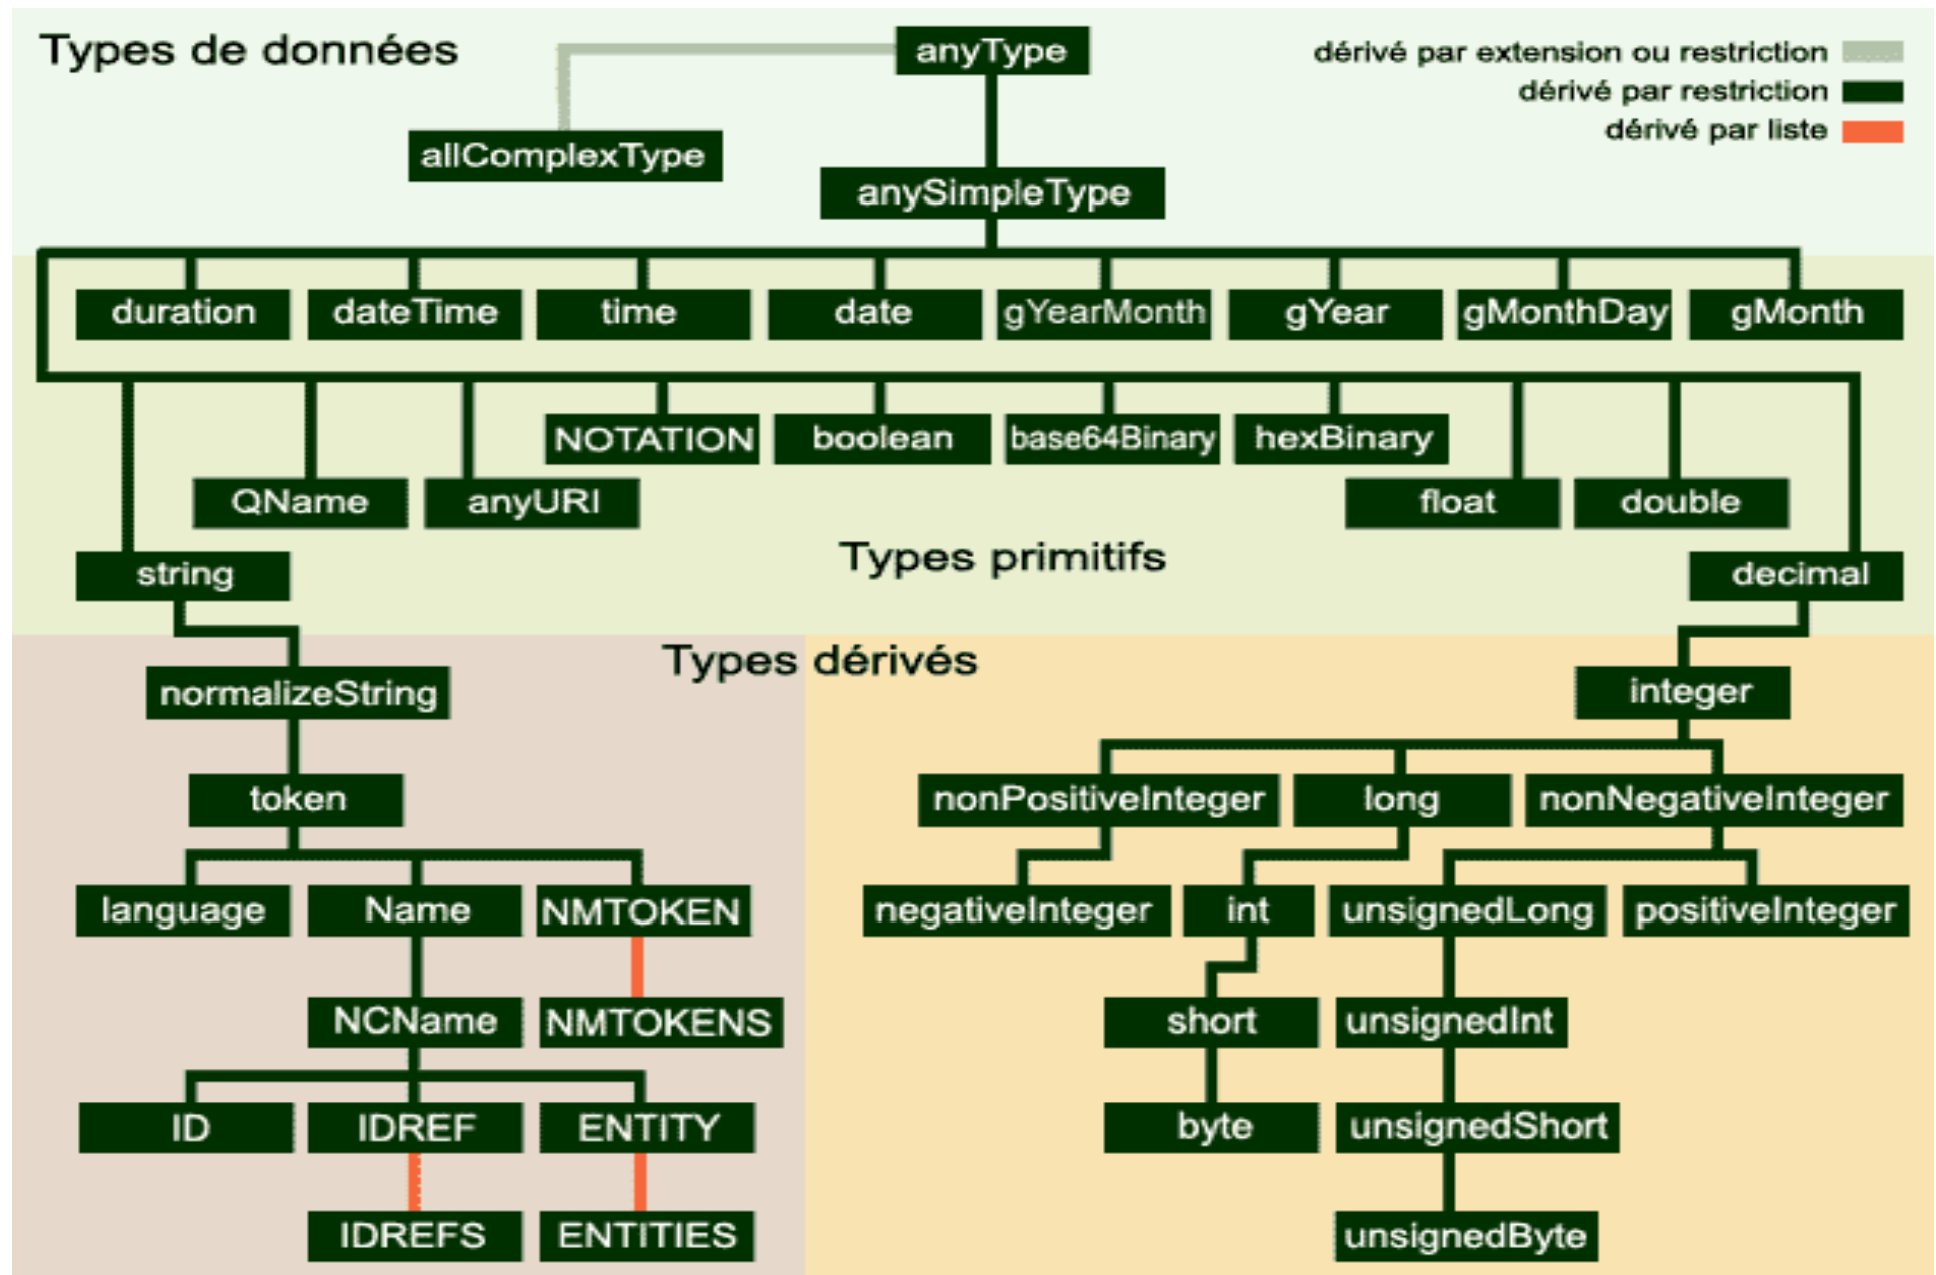 Types de données
anyType
dérivé par extension ou restriction
dérivé par restriction
dérivé par liste
allComplexType
anySimpleType
duration dateTime time date gYearMonth gYear gMonthDay gMonth
NOTATION boolean base64Binary hexBinary
QName anyURI float double
Types primitifs
string decimal
Types dérivés
normalizeString integer
token nonPositiveInteger long nonNegativeInteger
language Name NMTOKEN negativeInteger int unsignedLong positiveInteger
NCName NMTOKENS short unsignedInt
ID IDREF ENTITY byte unsignedShort
IDREFS ENTITIES unsignedByte